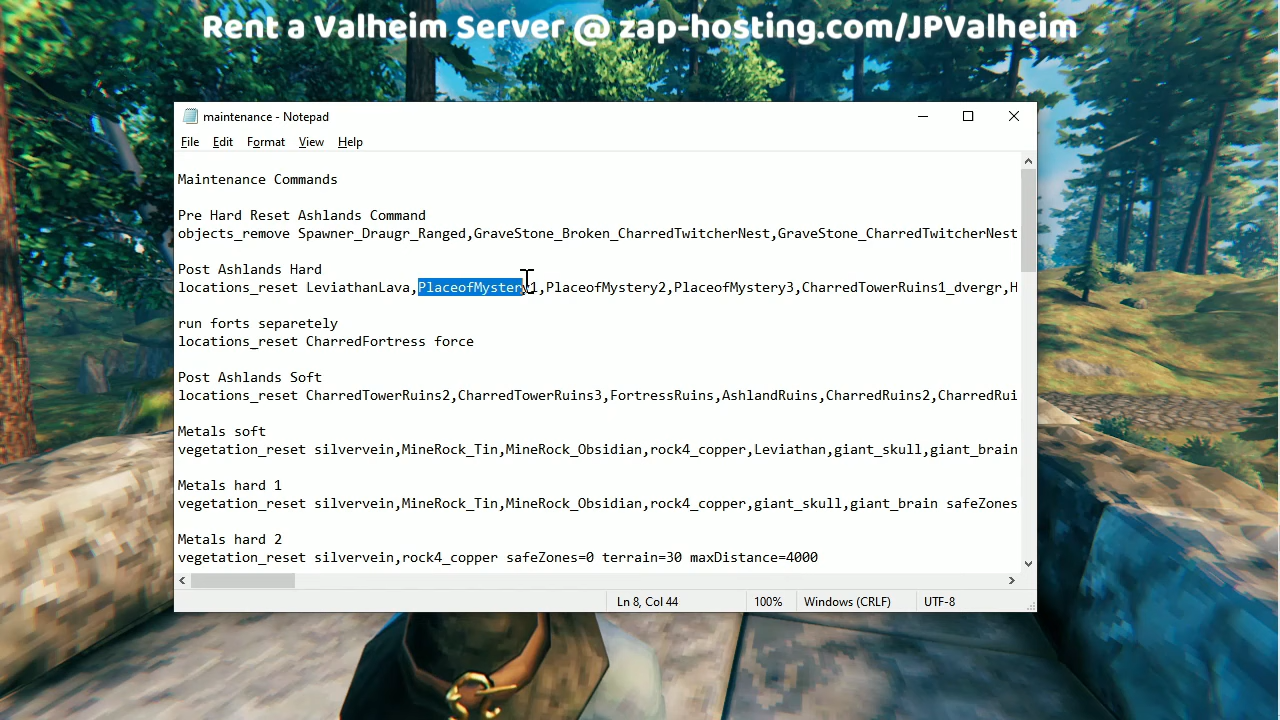 Rent a Valheim Server @ zap-hosting.com/JPValheim
maintenance - Notepad
File Edit Format View Help
Maintenance Commands
Pre Hard Reset Ashlands Command
objects_remove Spawner_Draugr_Ranged,GraveStone_Broken_CharredTwitcherNest,GraveStone_CharredTwitcherNest
Post Ashlands Hard
locations_reset LeviathanLava,PlaceofMystery1,PlaceofMystery2,PlaceofMystery3,CharredTowerRuins1_dvergr,H
run forts separetely
locations_reset CharredFortress force
Post Ashlands Soft
locations_reset CharredTowerRuins2,CharredTowerRuins3,FortressRuins,AshlandRuins,CharredRuins2,CharredRui
Metals soft
vegetation_reset silvervein,MineRock_Tin,MineRock_Obsidian,rock4_copper,Leviathan,giant_skull,giant_brain
Metals hard 1
vegetation_reset silvervein,MineRock_Tin,MineRock_Obsidian,rock4_copper,giant_skull,giant_brain safeZones
Metals hard 2
vegetation_reset silvervein,rock4_copper safeZones=0 terrain=30 maxDistance=4000
Ln 8, Col 44 100% Windows (CRLF) UTF-8